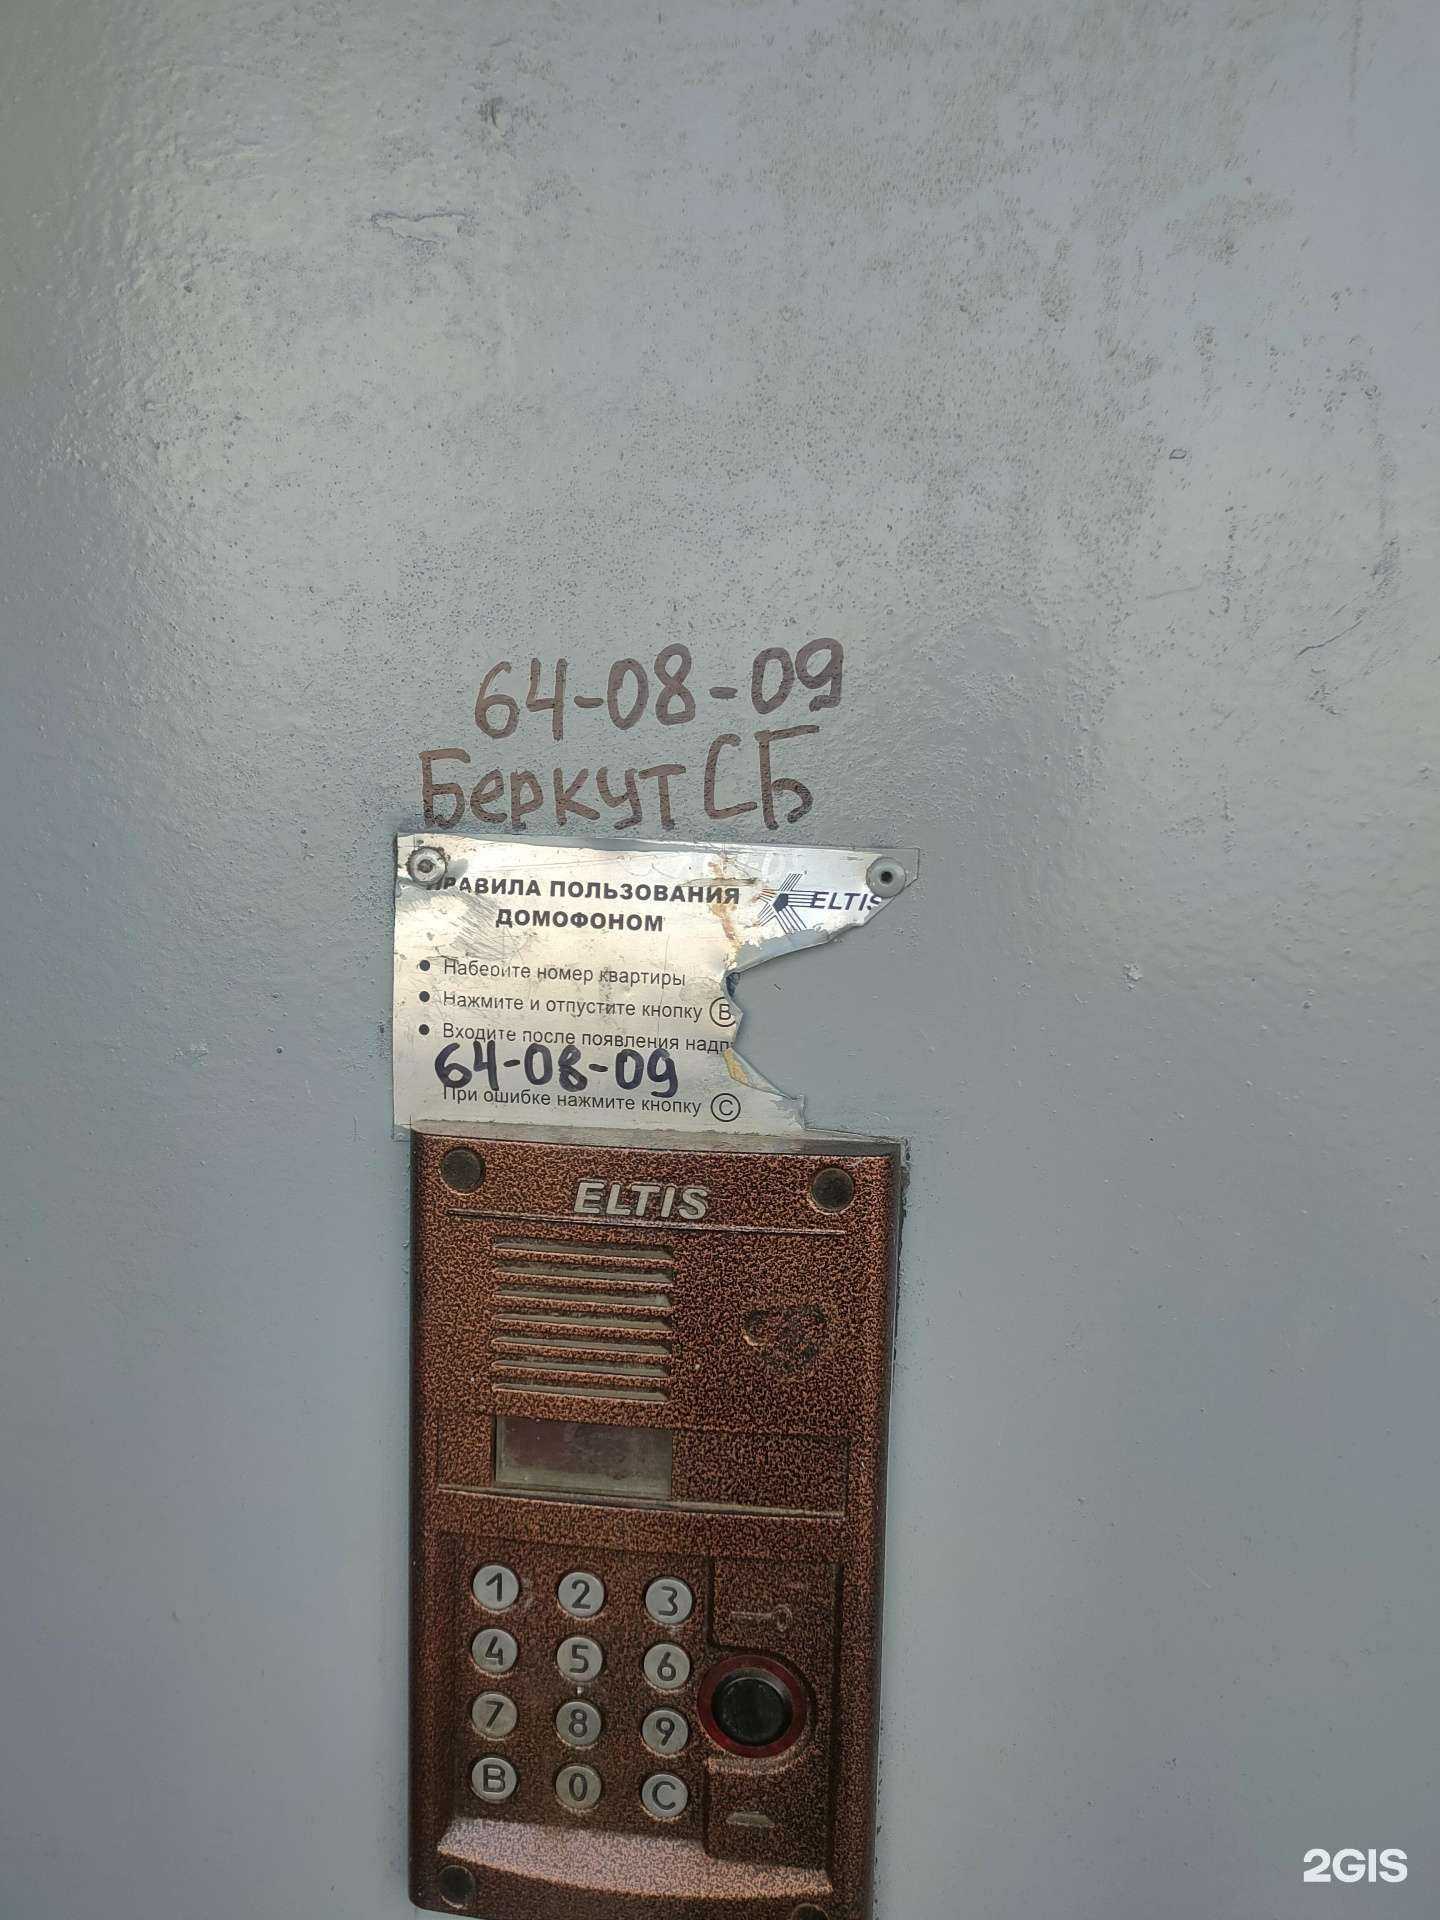 64-08-09
Беркут СБ
ПРАВИЛА ПОЛЬЗОВАНИЯ
ДОМОФОНОМ
ELTIS
• Наберите номер квартиры
• Нажмите и отпустите кнопку В
• Входите после появления надп
64-08-09
При ошибке нажмите кнопку С
ELTIS
1 2 3
4 5 6
7 8 9
В 0 С
2GIS